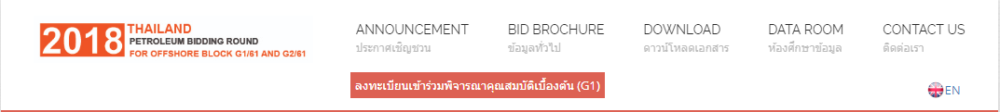 2018 THAILAND
PETROLEUM BIDDING ROUND
FOR OFFSHORE BLOCK G1/61 AND G2/61
ANNOUNCEMENT
ประกาศเชิญชวน
BID BROCHURE
ข้อมูลทั่วไป
DOWNLOAD
ดาวน์โหลดเอกสาร
DATA ROOM
ห้องศึกษาข้อมูล
CONTACT US
ติดต่อเรา
ลงทะเบียนเข้าร่วมพิจารณาคุณสมบัติเบื้องต้น (G1)
EN